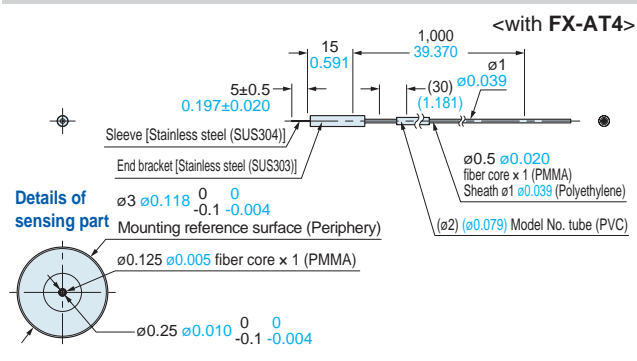 <with FX-AT4>
15
0.591
1,000
39.370
5±0.5
0.197±0.020
(30)
(1.181)
ø1
ø0.039
Sleeve [Stainless steel (SUS304)]
End bracket [Stainless steel (SUS303)]
ø0.5 ø0.020
fiber core x 1 (PMMA)
Sheath ø1 ø0.039 (Polyethylene)
(ø2) (ø0.079) Model No. tube (PVC)
Details of
sensing part
ø3 ø0.118 0 0
-0.1 -0.004
Mounting reference surface (Periphery)
ø0.125 ø0.005 fiber core x 1 (PMMA)
ø0.25 ø0.010 0 0
-0.1 -0.004